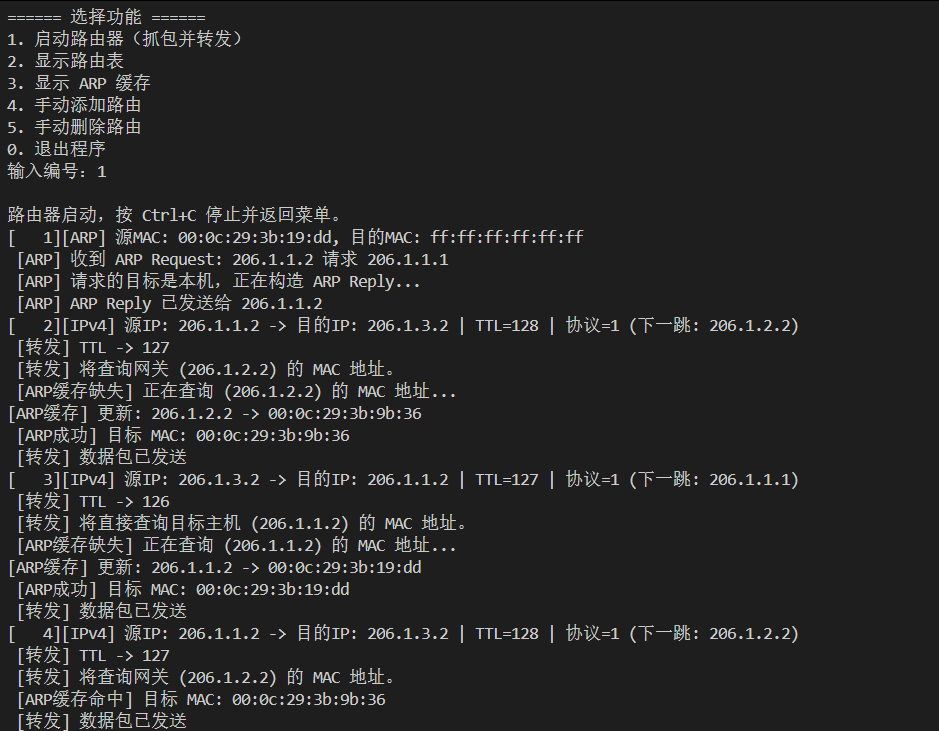 ====== 选择功能 ======
1. 启动路由器（抓包并转发）
2. 显示路由表
3. 显示 ARP 缓存
4. 手动添加路由
5. 手动删除路由
0. 退出程序
输入编号: 1
路由器启动，按 Ctrl+C 停止并返回菜单。
[   1][ARP] 源MAC: 00:0c:29:3b:19:dd, 目的MAC: ff:ff:ff:ff:ff:ff
 [ARP] 收到 ARP Request: 206.1.1.2 请求 206.1.1.1
 [ARP] 请求的目标是本机，正在构造 ARP Reply...
 [ARP] ARP Reply 已发送给 206.1.1.2
[   2][IPv4] 源IP: 206.1.1.2 -> 目的IP: 206.1.3.2 | TTL=128 | 协议=1 (下一跳: 206.1.2.2)
 [转发] TTL -> 127
 [转发] 将查询网关 (206.1.2.2) 的 MAC 地址。
 [ARP缓存缺失] 正在查询 (206.1.2.2) 的 MAC 地址...
[ARP缓存] 更新: 206.1.2.2 -> 00:0c:29:3b:9b:36
 [ARP成功] 目标 MAC: 00:0c:29:3b:9b:36
 [转发] 数据包已发送
[   3][IPv4] 源IP: 206.1.3.2 -> 目的IP: 206.1.1.2 | TTL=127 | 协议=1 (下一跳: 206.1.1.1)
 [转发] TTL -> 126
 [转发] 将直接查询目标主机 (206.1.1.2) 的 MAC 地址。
 [ARP缓存缺失] 正在查询 (206.1.1.2) 的 MAC 地址...
[ARP缓存] 更新: 206.1.1.2 -> 00:0c:29:3b:19:dd
 [ARP成功] 目标 MAC: 00:0c:29:3b:19:dd
 [转发] 数据包已发送
[   4][IPv4] 源IP: 206.1.1.2 -> 目的IP: 206.1.3.2 | TTL=128 | 协议=1 (下一跳: 206.1.2.2)
 [转发] TTL -> 127
 [转发] 将查询网关 (206.1.2.2) 的 MAC 地址。
 [ARP缓存命中] 目标 MAC: 00:0c:29:3b:9b:36
 [转发] 数据包已发送